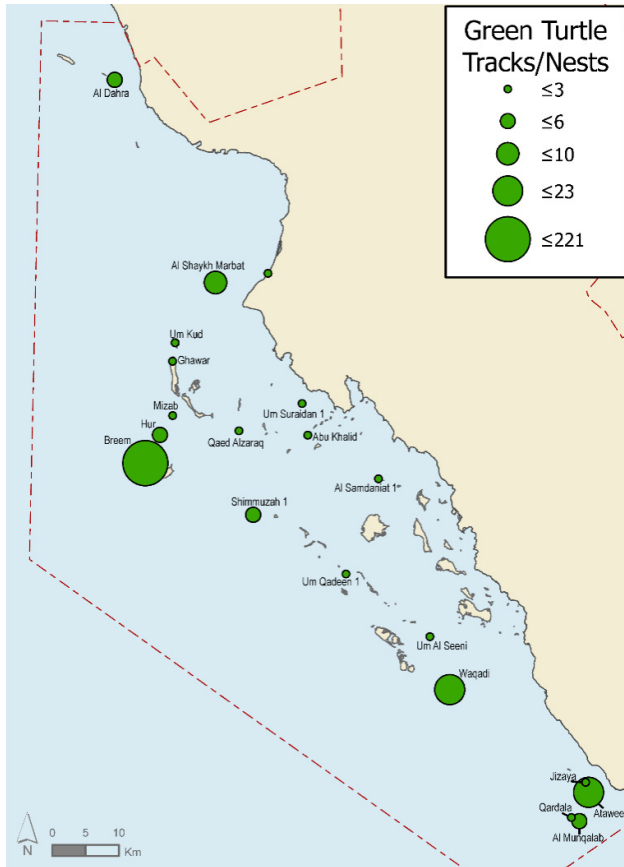 Green Turtle
Tracks/Nests
≤3
≤6
≤10
≤23
≤221
Al Dahra
Al Shaykh Marbat
Um Kud
Ghawar
Mizab
Um Suraidan 1
Hur
Qaed Alzaraq
Abu Khalid
Breem
Al Samdaniat 1
Shimmuzah 1
Um Qadeen 1
Um Al Seeni
Waqadi
Jizaya
Qardala
Atawee
Al Munqalab
N
0 5 10
Km